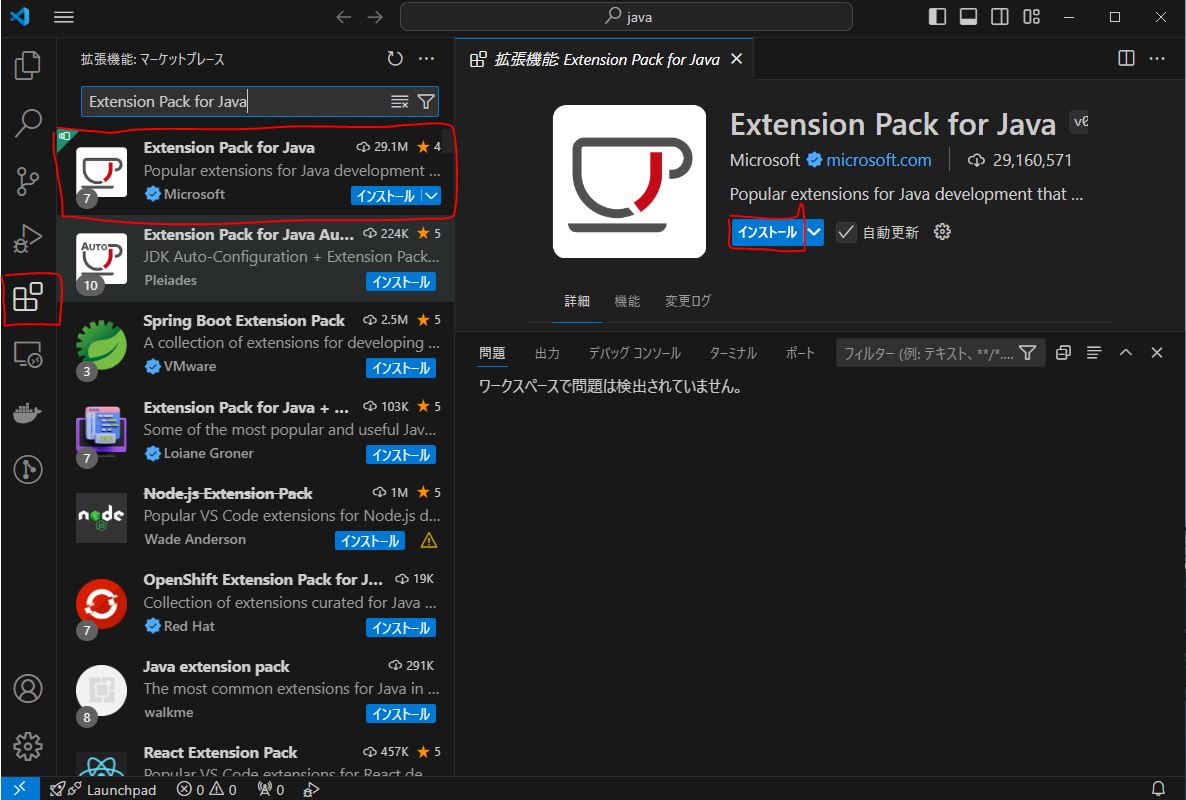 java
拡張機能: マーケットプレース
Extension Pack for Java
Extension Pack for Java 29.1M ★ 4
Popular extensions for Java development ...
7
Microsoft インストール
Extension Pack for Java Au... 224K ★ 5
AUTO
JDK Auto-Configuration + Extension Pack...
10
Pleiades インストール
Spring Boot Extension Pack 2.5M ★ 5
A collection of extensions for developing ...
3
VMware インストール
Extension Pack for Java + ... 103K ★ 5
Some of the most popular and useful Jav...
7
Loiane Groner インストール
Node.js Extension Pack 1M ★ 5
node
JS
Popular VS Code extensions for Node.js d...
Wade Anderson インストール
OpenShift Extension Pack for J... 19K
Collection of extensions curated for Java ...
7
Red Hat インストール
Java extension pack 291K
The most common extensions for Java in ...
8
walkme インストール
React Extension Pack 457K ★ 5
Popular VS Code extensions for React de...
拡張機能: Extension Pack for Java
Extension Pack for Java v0
Microsoft microsoft.com 29,160,571
Popular extensions for Java development that ...
インストール 自動更新
詳細 機能 変更ログ
問題 出力 デバッグ コンソール ターミナル ポート フィルター (例: テキスト、**/*....
ワークスペースで問題は検出されていません。
Launchpad 0 0 0